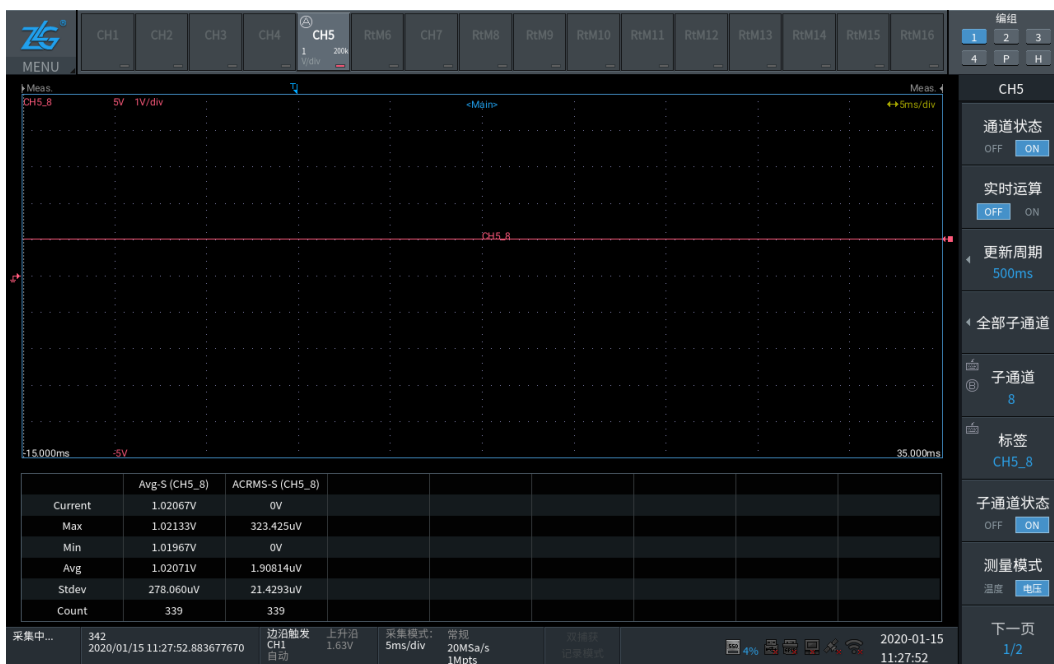 ZLG®
MENU
CH1 CH2 CH3 CH4 Ⓐ CH5 1 200k V/div RtM6 CH7 RtM8 RtM9 RtM10 RtM11 RtM12 RtM13 RtM14 RtM15 RtM16
编组
1 2 3
4 P H
Meas. T Meas.
CH5_8 5V 1V/div <Main> 5ms/div
CH5_8
-15.000ms -5V 35.000ms
Avg-S (CH5_8) ACRMS-S (CH5_8)
Current 1.02067V 0V
Max 1.02133V 323.425uV
Min 1.01967V 0V
Avg 1.02071V 1.90814uV
Stdev 278.060uV 21.4293uV
Count 339 339
CH5
通道状态
OFF ON
实时运算
OFF ON
更新周期
500ms
全部子通道
Ⓑ 子通道
8
标签
CH5_8
子通道状态
OFF ON
测量模式
温度 电压
下一页
1/2
采集中...
342
2020/01/15 11:27:52.883677670
边沿触发 上升沿
CH1 1.63V
自动
采集模式: 常规
5ms/div 20MSa/s
1Mpts
双捕获
记录模式
4%
2020-01-15
11:27:52